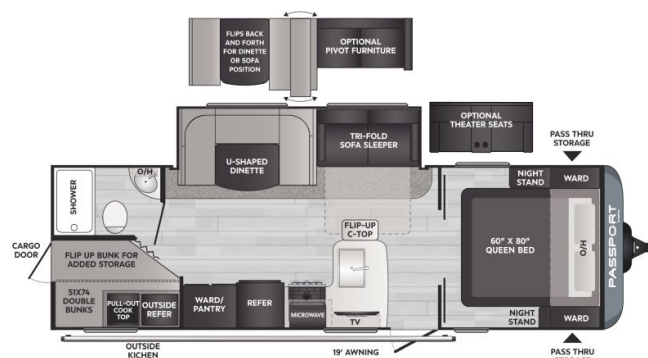 FLIPS BACK
AND FORTH
FOR DINETTE
OR SOFA
POSITION
OPTIONAL
PIVOT FURNITURE
OPTIONAL
THEATER SEATS
TRI-FOLD
SOFA SLEEPER
U-SHAPED
DINETTE
PASS THRU
STORAGE
O/H
NIGHT
STAND
WARD
SHOWER
FLIP-UP
C-TOP
60" X 80"
QUEEN BED
O/H
PASSPORT
CARGO
DOOR
FLIP UP BUNK FOR
ADDED STORAGE
51X74
DOUBLE
BUNKS
PULL-OUT
COOK
TOP
OUTSIDE
REFER
WARD/
PANTRY
REFER
MICROWAVE
TV
NIGHT
STAND
WARD
OUTSIDE
KICHEN
19' AWNING
PASS THRU